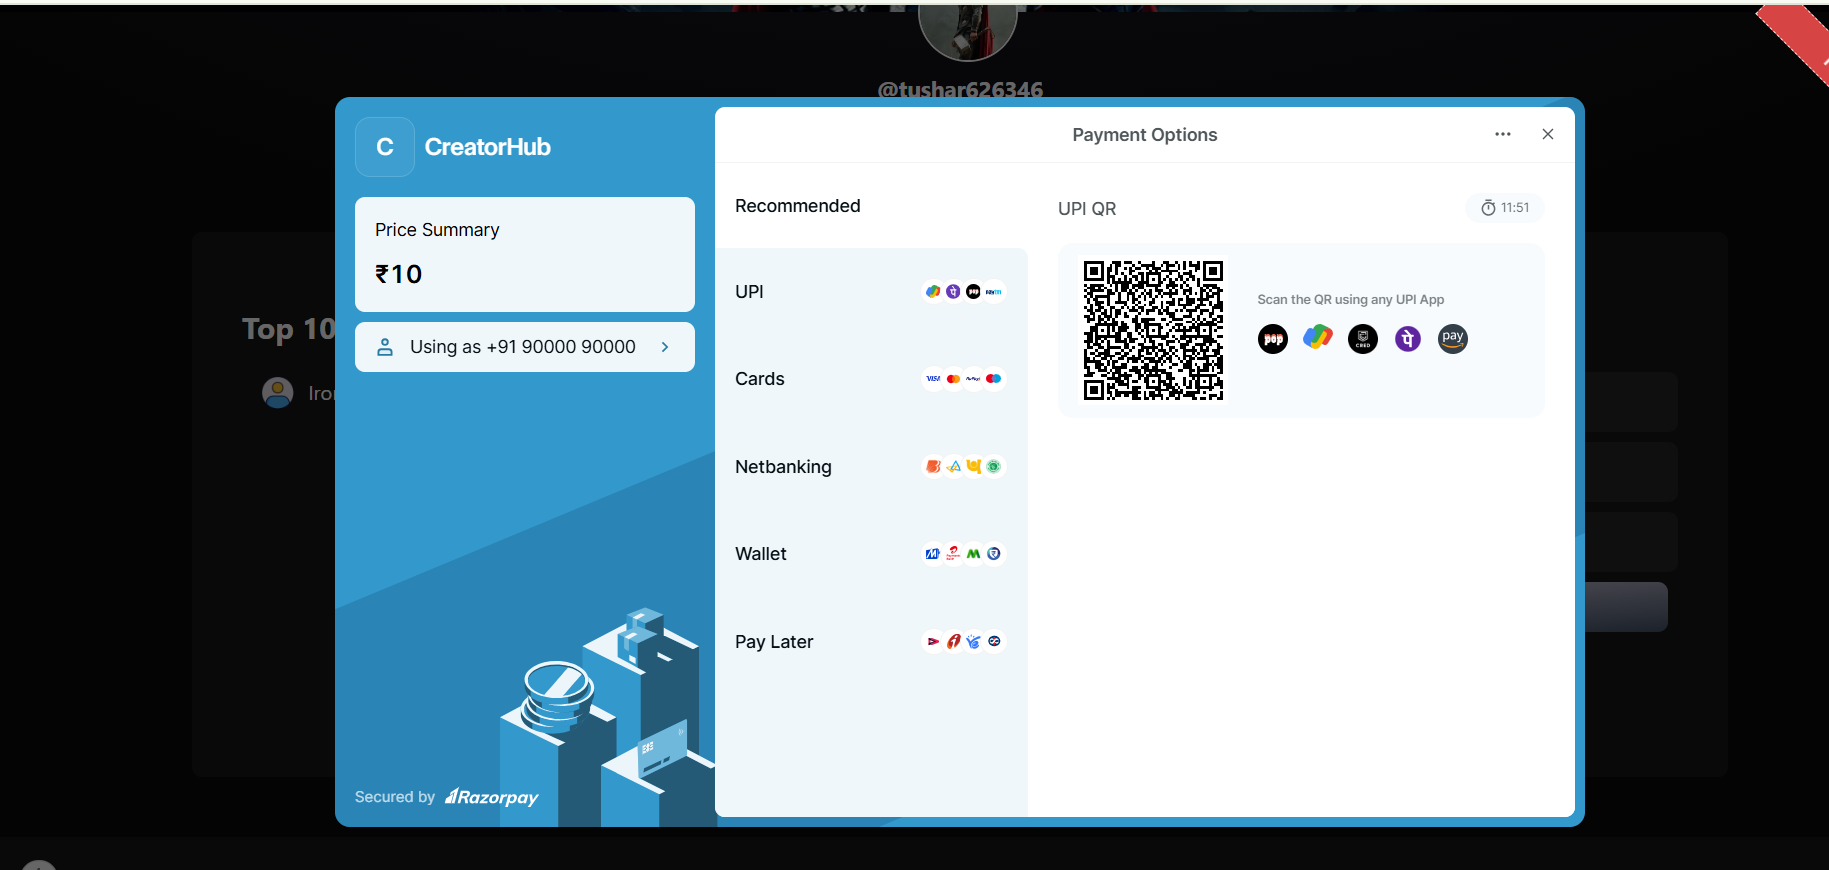 @tushar626346
C
CreatorHub
Price Summary
₹10
Using as +91 90000 90000
Secured by Razorpay
Payment Options
Recommended
UPI
Cards
VISA
Netbanking
Wallet
Pay Later
UPI QR
11:51
Scan the QR using any UPI App
pop
CRED
pay
Top 10